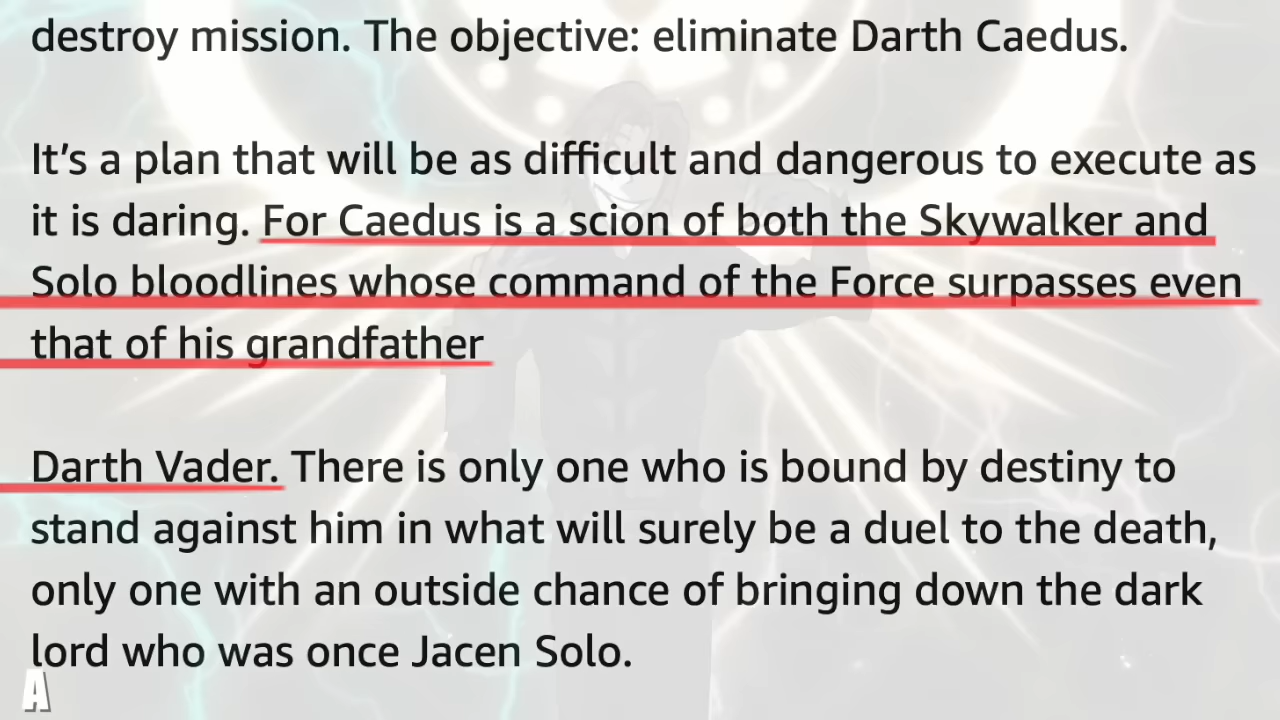 destroy mission. The objective: eliminate Darth Caedus.
It’s a plan that will be as difficult and dangerous to execute as
it is daring. For Caedus is a scion of both the Skywalker and
Solo bloodlines whose command of the Force surpasses even
that of his grandfather
Darth Vader. There is only one who is bound by destiny to
stand against him in what will surely be a duel to the death,
only one with an outside chance of bringing down the dark
lord who was once Jacen Solo.
A